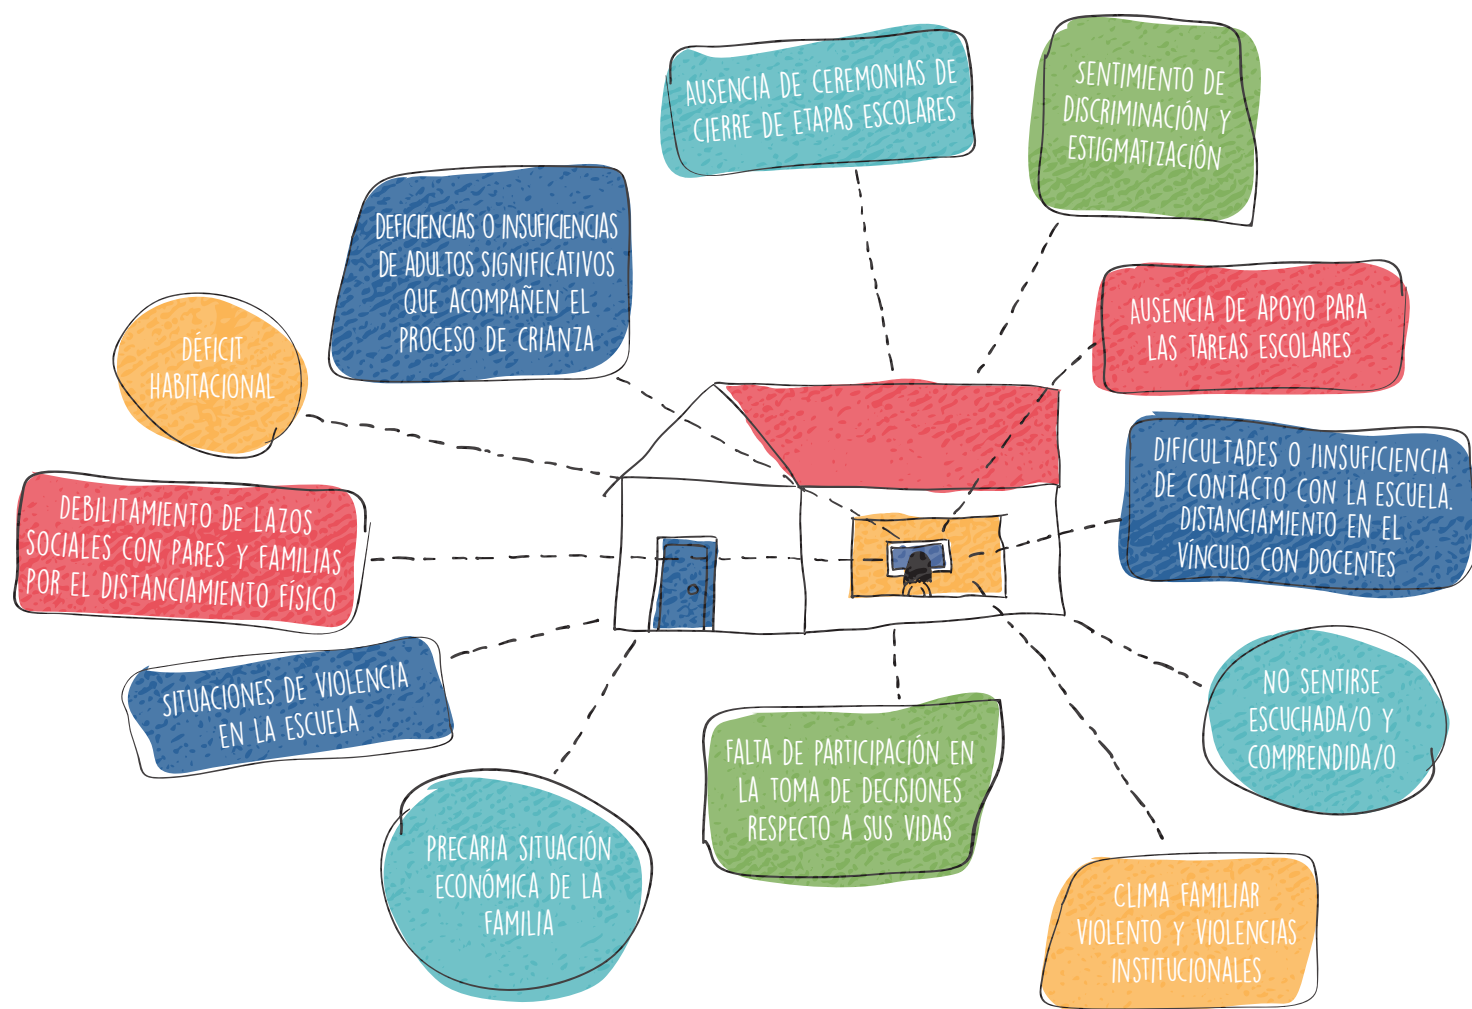 AUSENCIA DE CEREMONIAS DE
CIERRE DE ETAPAS ESCOLARES
SENTIMIENTO DE
DISCRIMINACIÓN Y
ESTIGMATIZACIÓN
DEFICIENCIAS O INSUFICIENCIAS
DE ADULTOS SIGNIFICATIVOS
QUE ACOMPAÑEN EL
PROCESO DE CRIANZA
AUSENCIA DE APOYO PARA
LAS TAREAS ESCOLARES
DÉFICIT
HABITACIONAL
DIFICULTADES O IINSUFICIENCIA
DE CONTACTO CON LA ESCUELA.
DISTANCIAMIENTO EN EL
VÍNCULO CON DOCENTES
DEBILITAMIENTO DE LAZOS
SOCIALES CON PARES Y FAMILIAS
POR EL DISTANCIAMIENTO FÍSICO
SITUACIONES DE VIOLENCIA
EN LA ESCUELA
NO SENTIRSE
ESCUCHADA/O Y
COMPRENDIDA/O
FALTA DE PARTICIPACIÓN EN
LA TOMA DE DECISIONES
RESPECTO A SUS VIDAS
PRECARIA SITUACIÓN
ECONÓMICA DE LA
FAMILIA
CLIMA FAMILIAR
VIOLENTO Y VIOLENCIAS
INSTITUCIONALES